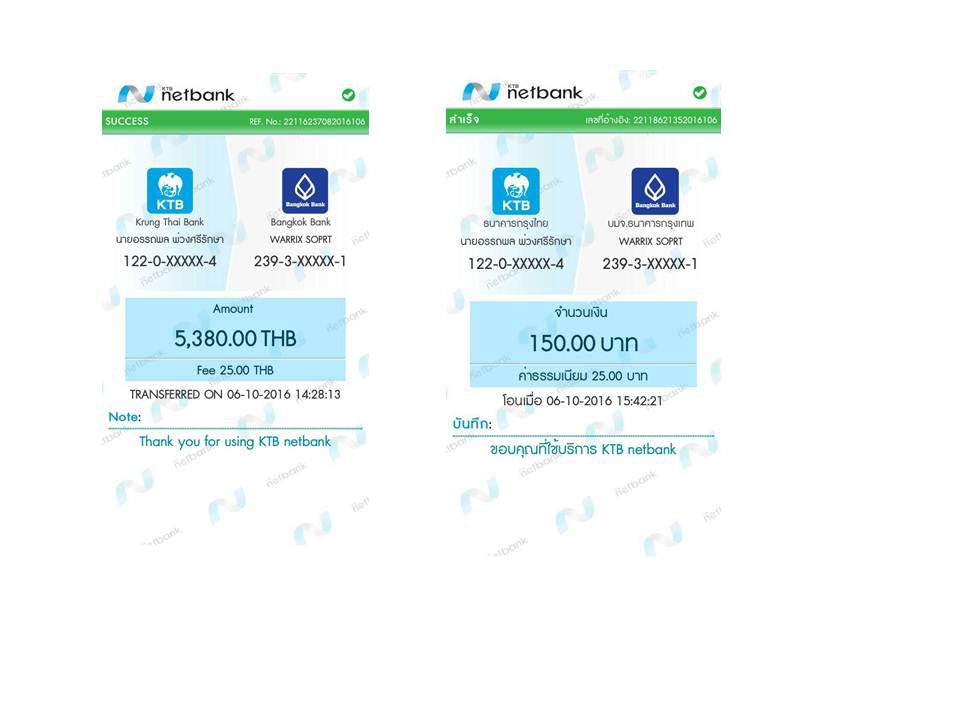 KTB
netbank
SUCCESS
REF. No.: 22116237082016106
KTB
Bangkok Bank
Krung Thai Bank
Bangkok Bank
นายอรรถพล พ่วงศรีรักษา
WARRIX SOPRT
122-0-XXXXX-4
239-3-XXXXX-1
Amount
5,380.00 THB
Fee 25.00 THB
TRANSFERRED ON 06-10-2016 14:28:13
Note:
Thank you for using KTB netbank
KTB
netbank
สำเร็จ
เลขที่อ้างอิง: 22118621352016106
KTB
Bangkok Bank
ธนาคารกรุงไทย
บมจ.ธนาคารกรุงเทพ
นายอรรถพล พ่วงศรีรักษา
WARRIX SOPRT
122-0-XXXXX-4
239-3-XXXXX-1
จำนวนเงิน
150.00 บาท
ค่าธรรมเนียม 25.00 บาท
โอนเมื่อ 06-10-2016 15:42:21
บันทึก:
ขอบคุณที่ใช้บริการ KTB netbank